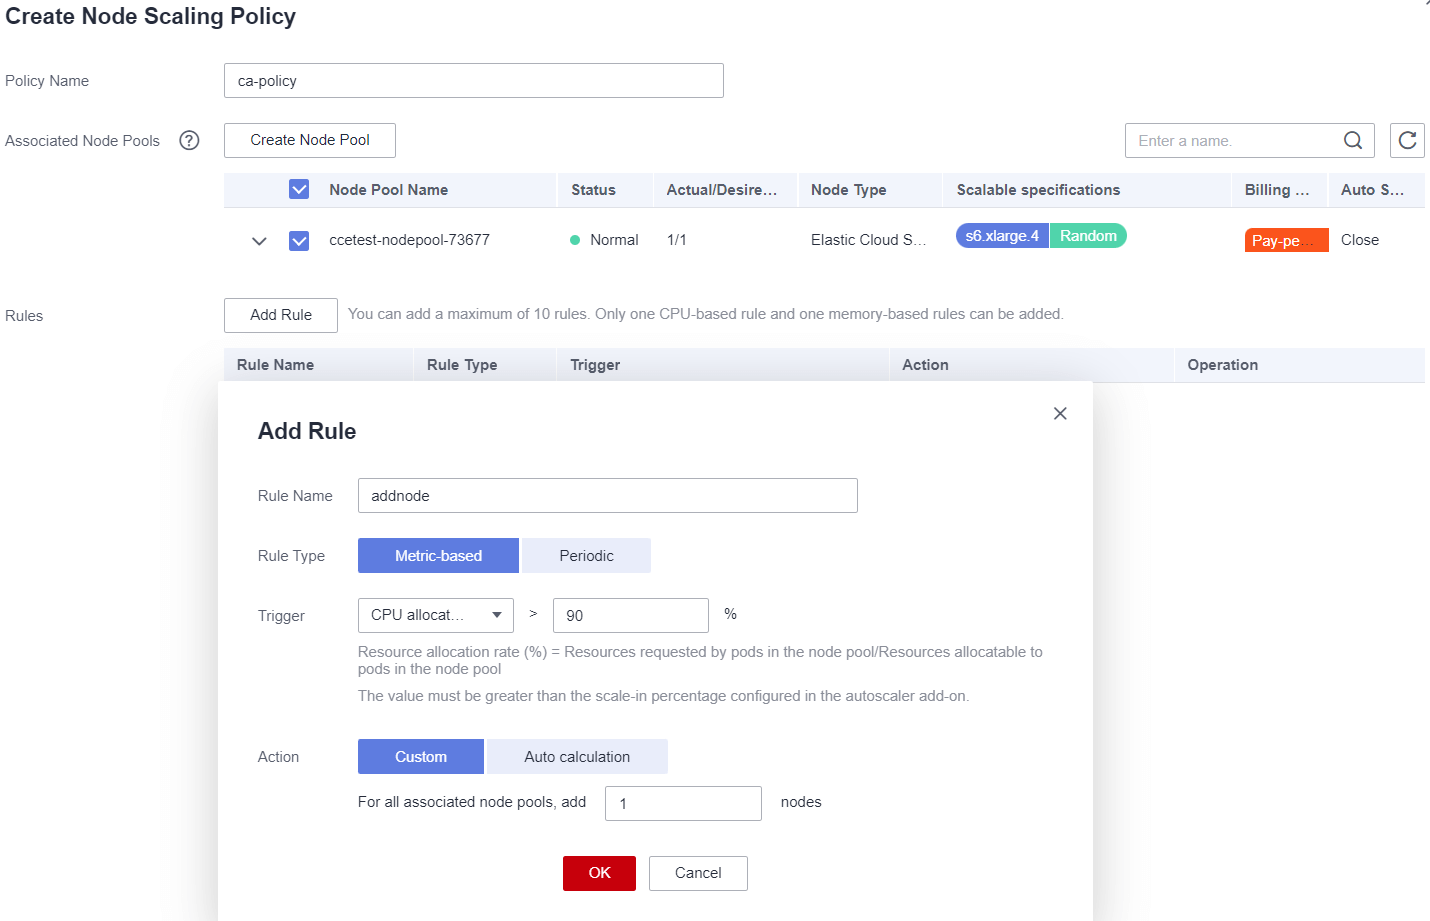 Create Node Scaling Policy
Policy Name
ca-policy
Associated Node Pools ?
Create Node Pool
Enter a name.
Node Pool Name Status Actual/Desire... Node Type Scalable specifications Billing ... Auto S...
ccetest-nodepool-73677 Normal 1/1 Elastic Cloud S... s6.xlarge.4 Random Pay-pe... Close
Rules
Add Rule
You can add a maximum of 10 rules. Only one CPU-based rule and one memory-based rules can be added.
Rule Name Rule Type Trigger Action Operation
Add Rule
Rule Name addnode
Rule Type Metric-based Periodic
Trigger CPU allocat... > 90 %
Resource allocation rate (%) = Resources requested by pods in the node pool/Resources allocatable to
pods in the node pool
The value must be greater than the scale-in percentage configured in the autoscaler add-on.
Action Custom Auto calculation
For all associated node pools, add 1 nodes
OK Cancel